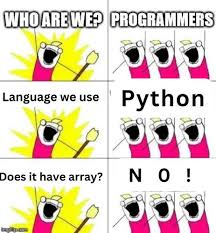 WHO ARE WE?
PROGRAMMERS
Language we use
Python
Does it have array?
N O !
imgflip.com